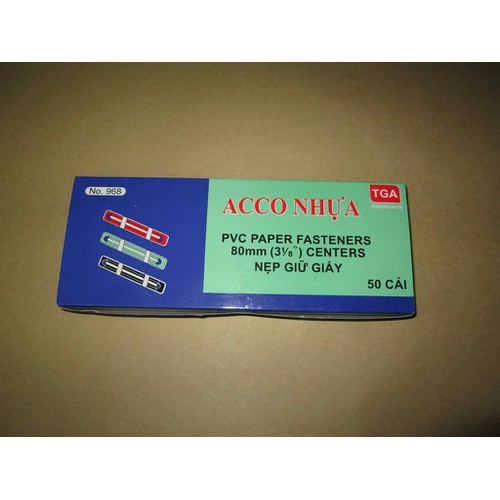 No. 968
ACCO NHỰA
TGA
PVC PAPER FASTENERS
80mm (3⅛") CENTERS
NẸP GIỮ GIẤY
50 CÁI